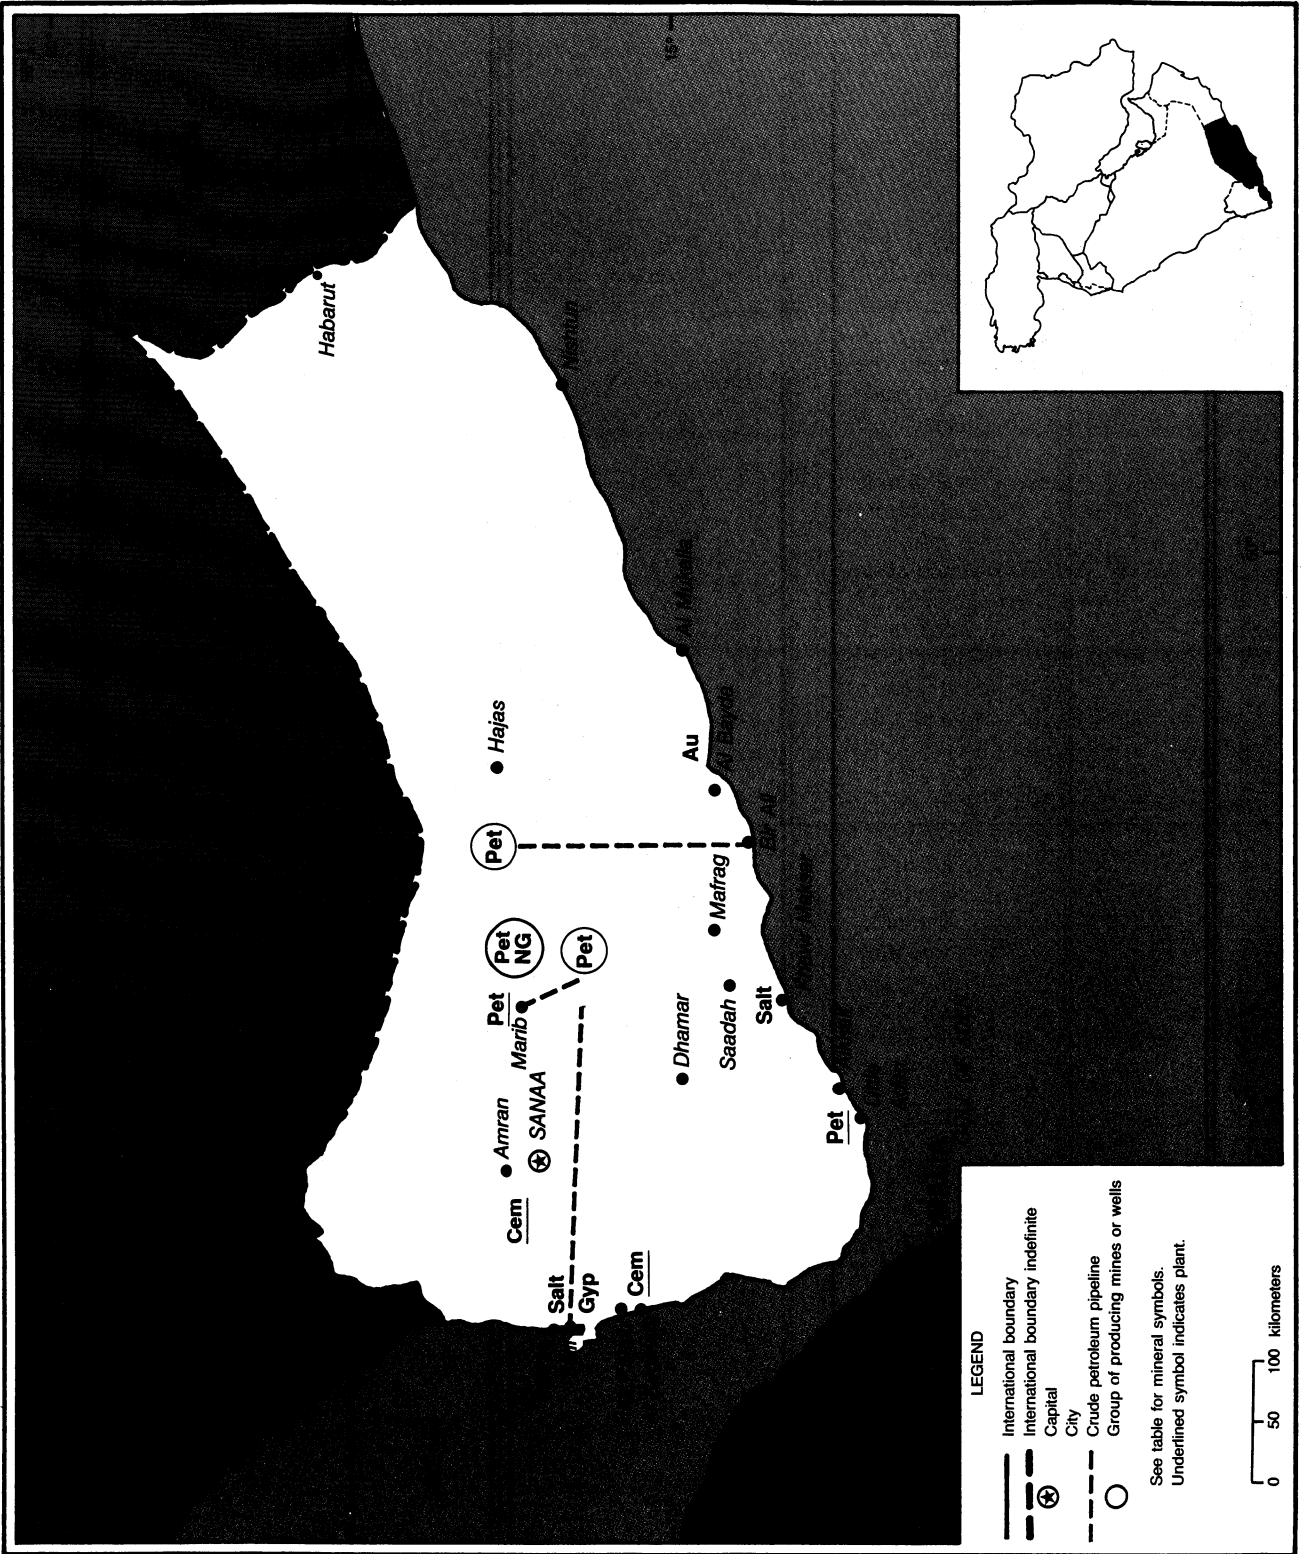 15°
Habarut
Nishtun
Al Mukalla
Hajas
Au
Al Bayda
Pet
Bir Ali
Mafrag
Pet
NG
Pet
Pet
Marib
Dhamar
Saadah
Salt
Amran
SANAA
Cem
Pet
Salt
Gyp
Cem
LEGEND
International boundary
International boundary indefinite
Capital
City
Crude petroleum pipeline
Group of producing mines or wells
See table for mineral symbols.
Underlined symbol indicates plant.
0 50 100 kilometers